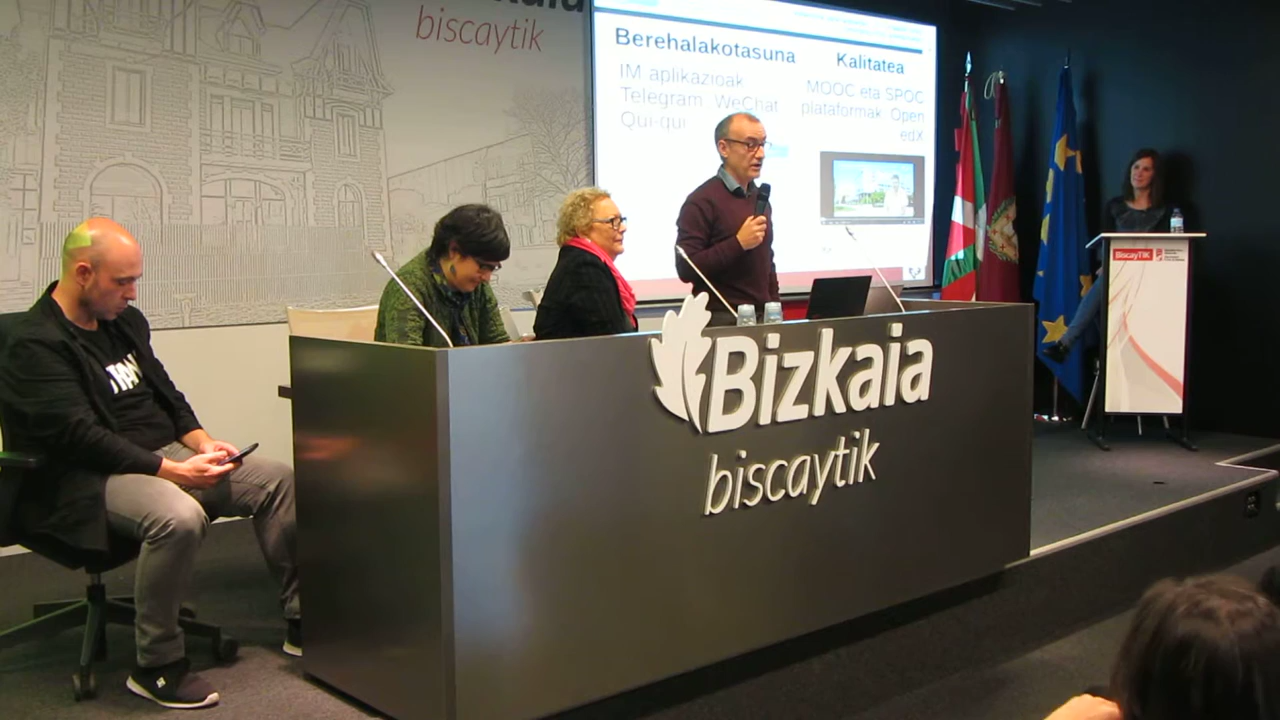 biscaytik
Berehalakotasuna
IM aplikazioak
Telegram WeChat
Qui-qui
Kalitatea
MOOC eta SPOC
plataformak Open
edX
BiscayTIK
Bizkaia
biscaytik